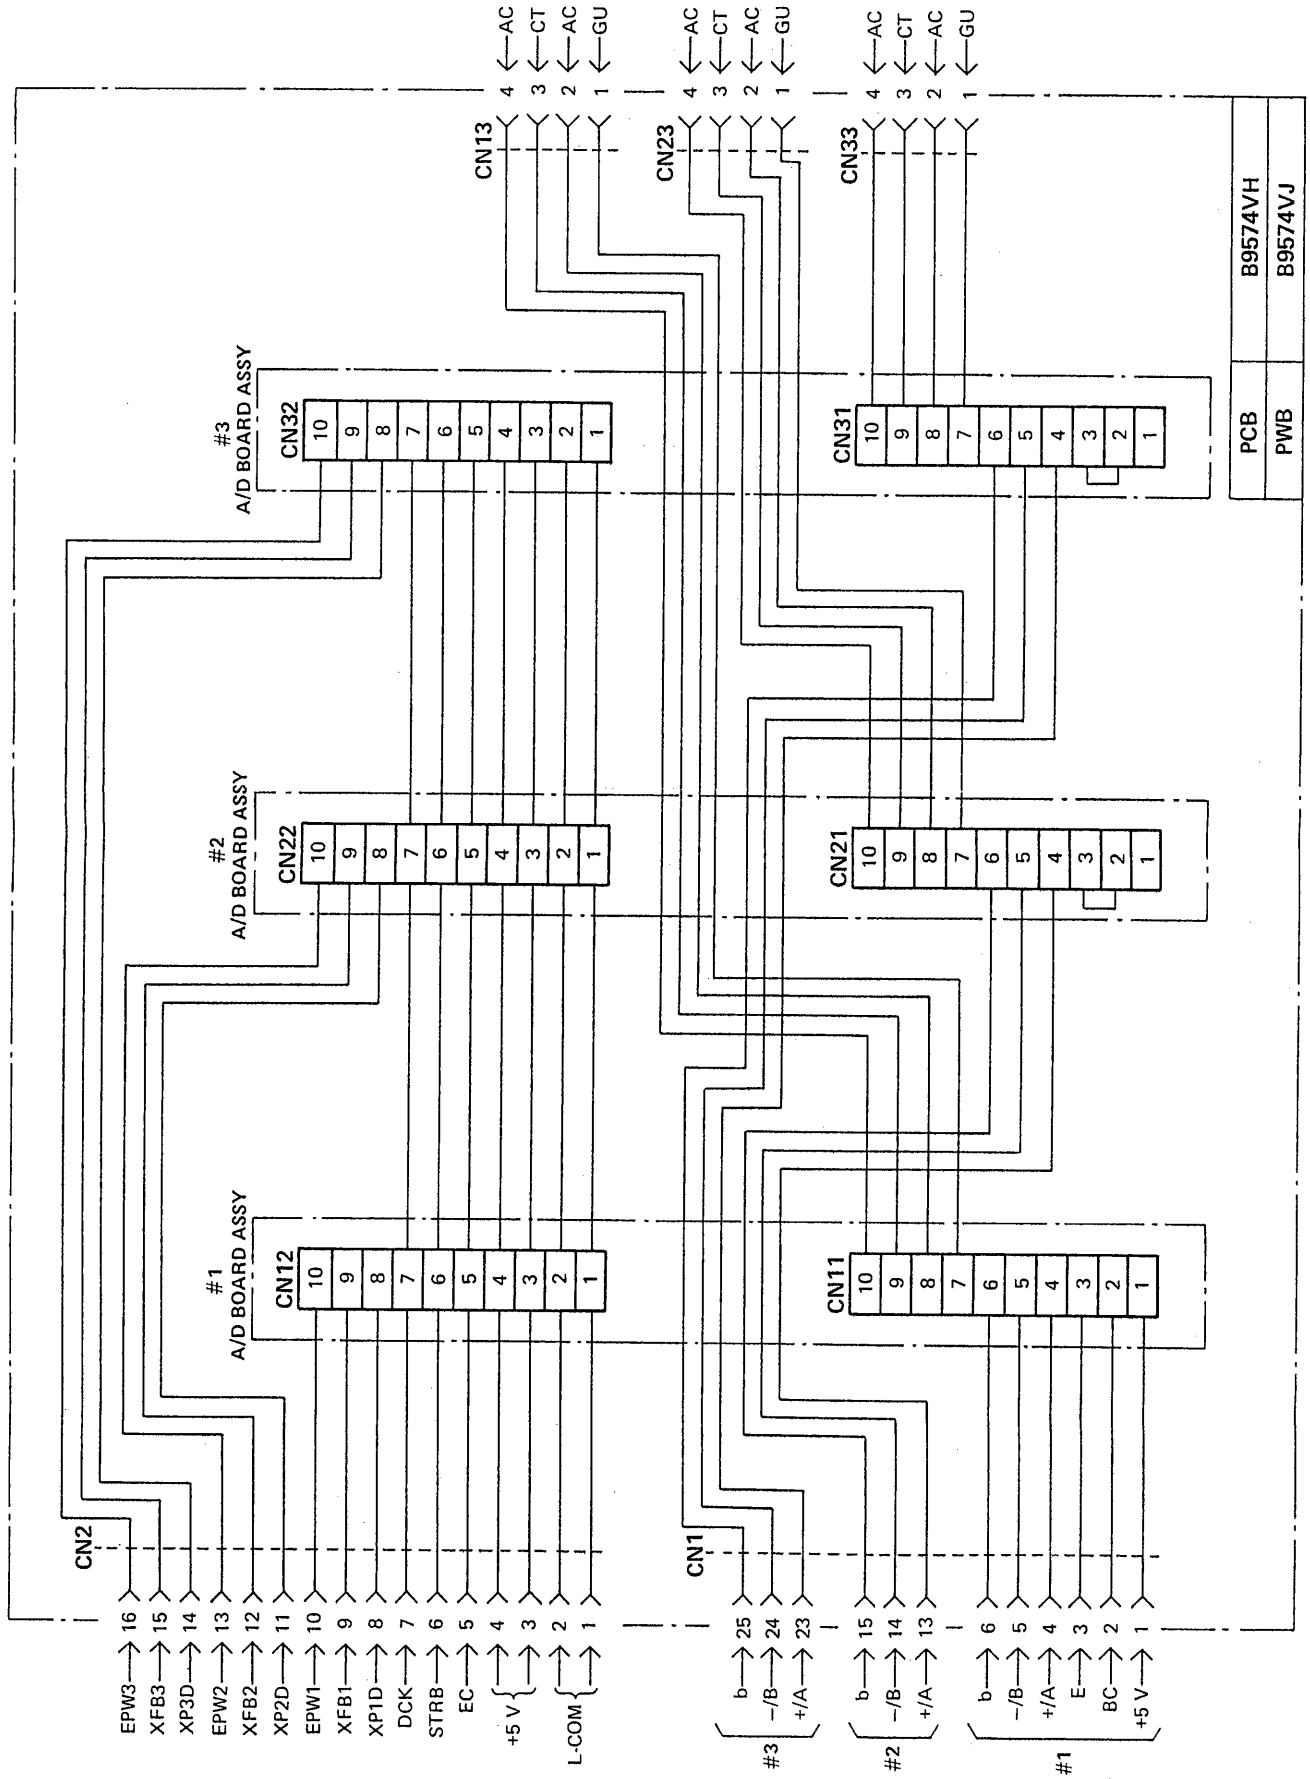 EPW3 16
XFB3 15
XP3D 14
EPW2 13
XFB2 12
XP2D 11
EPW1 10
XFB1 9
XP1D 8
DCK 7
STRB 6
EC 5
+5 V 4
3
L-COM 2
1
CN2
#1
A/D BOARD ASSY
CN12
10
9
8
7
6
5
4
3
2
1
#2
A/D BOARD ASSY
CN22
10
9
8
7
6
5
4
3
2
1
#3
A/D BOARD ASSY
CN32
10
9
8
7
6
5
4
3
2
1
CN13
4 AC
3 CT
2 AC
1 GU
CN23
4 AC
3 CT
2 AC
1 GU
CN33
4 AC
3 CT
2 AC
1 GU
CN1
#3
b 25
-/B 24
+/A 23
#2
b 15
-/B 14
+/A 13
#1
b 6
-/B 5
+/A 4
E 3
BC 2
+5 V 1
CN11
10
9
8
7
6
5
4
3
2
1
CN21
10
9
8
7
6
5
4
3
2
1
CN31
10
9
8
7
6
5
4
3
2
1
PCB B9574VH
PWB B9574VJ